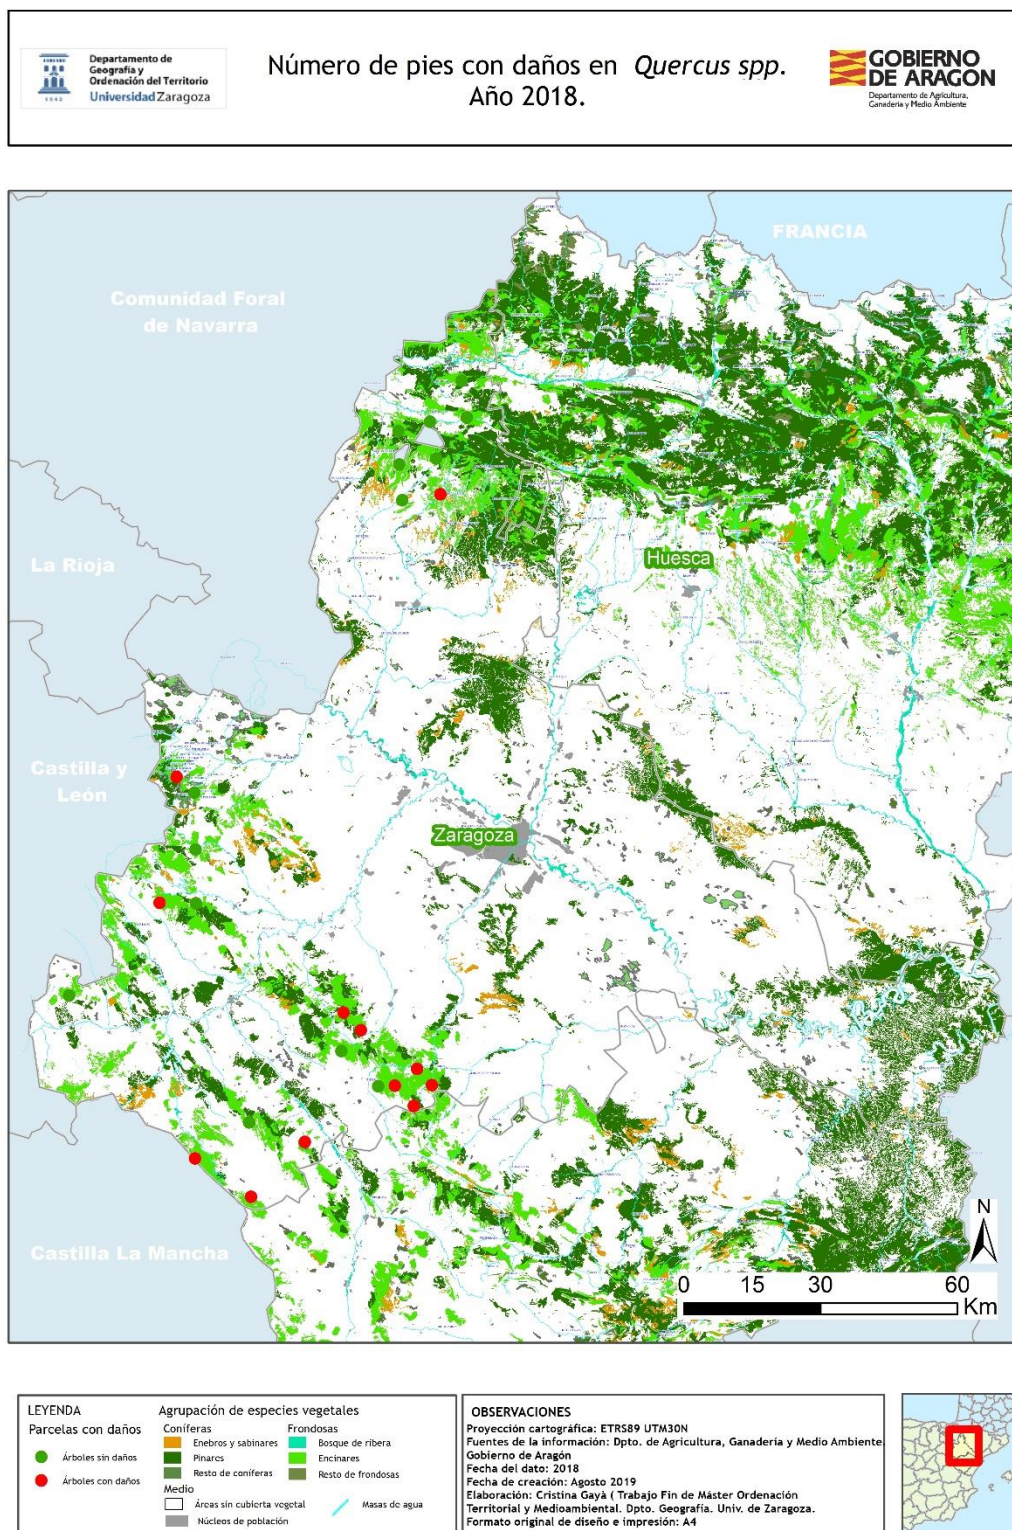 Departamento de
Geografía y
Ordenación del Territorio
Universidad Zaragoza
1542
Número de pies con daños en Quercus spp.
Año 2018.
GOBIERNO
DE ARAGON
Departamento de Agricultura,
Ganadería y Medio Ambiente
FRANCIA
Comunidad Foral
de Navarra
La Rioja
Huesca
Castilla y
León
Zaragoza
Castilla La Mancha
N
0 15 30 60
Km
LEYENDA
Parcelas con daños
Árboles sin daños
Árboles con daños
Agrupación de especies vegetales
Coníferas
Enebros y sabinares
Pinares
Resto de coníferas
Frondosas
Bosque de ribera
Encinares
Resto de frondosas
Medio
Áreas sin cubierta vegetal
Núcleos de población
Masas de agua
OBSERVACIONES
Proyección cartográfica: ETRS89 UTM30N
Fuentes de la información: Dpto. de Agricultura, Ganadería y Medio Ambiente.
Gobierno de Aragón
Fecha del dato: 2018
Fecha de creación: Agosto 2019
Elaboración: Cristina Gayà ( Trabajo Fin de Máster Ordenación
Territorial y Medioambiental. Dpto. Geografía. Univ. de Zaragoza.
Formato original de diseño e impresión: A4